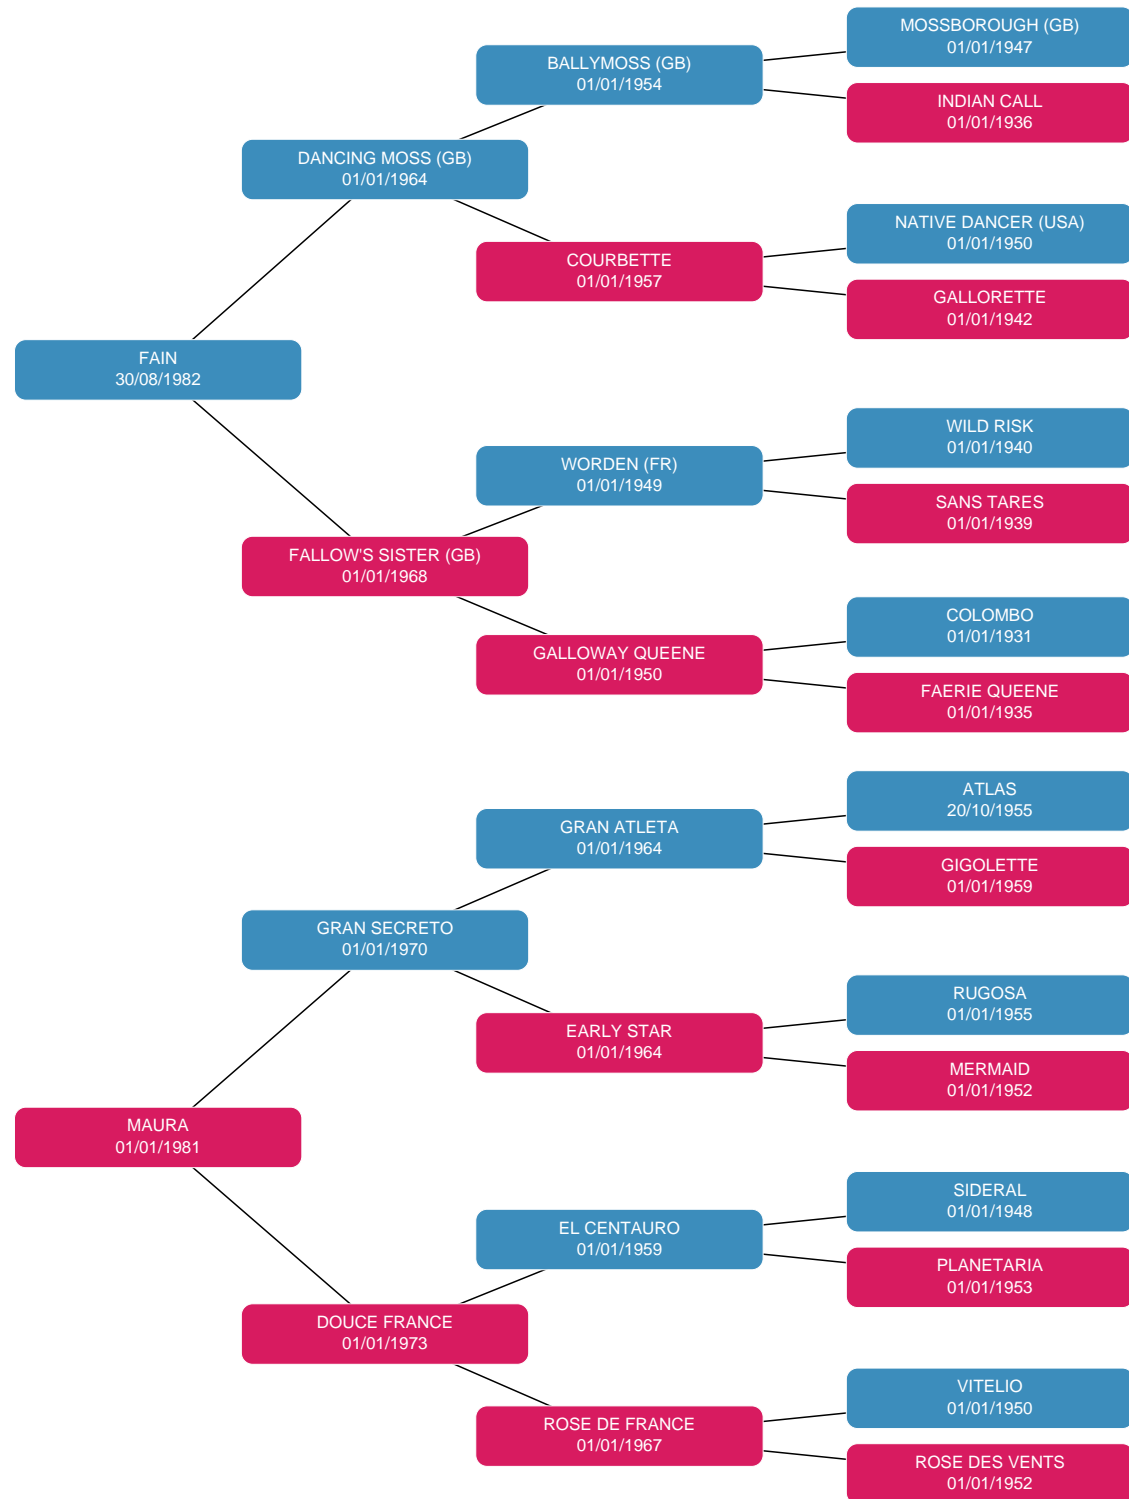 MOSSBOROUGH (GB)
01/01/1947
BALLYMOSS (GB)
01/01/1954
INDIAN CALL
01/01/1936
DANCING MOSS (GB)
01/01/1964
NATIVE DANCER (USA)
01/01/1950
COURBETTE
01/01/1957
GALLORETTE
01/01/1942
FAIN
30/08/1982
WILD RISK
01/01/1940
WORDEN (FR)
01/01/1949
SANS TARES
01/01/1939
FALLOW'S SISTER (GB)
01/01/1968
COLOMBO
01/01/1931
GALLOWAY QUEENE
01/01/1950
FAERIE QUEENE
01/01/1935
ATLAS
20/10/1955
GRAN ATLETA
01/01/1964
GIGOLETTE
01/01/1959
GRAN SECRETO
01/01/1970
RUGOSA
01/01/1955
EARLY STAR
01/01/1964
MERMAID
01/01/1952
MAURA
01/01/1981
SIDERAL
01/01/1948
EL CENTAURO
01/01/1959
PLANETARIA
01/01/1953
DOUCE FRANCE
01/01/1973
VITELIO
01/01/1950
ROSE DE FRANCE
01/01/1967
ROSE DES VENTS
01/01/1952